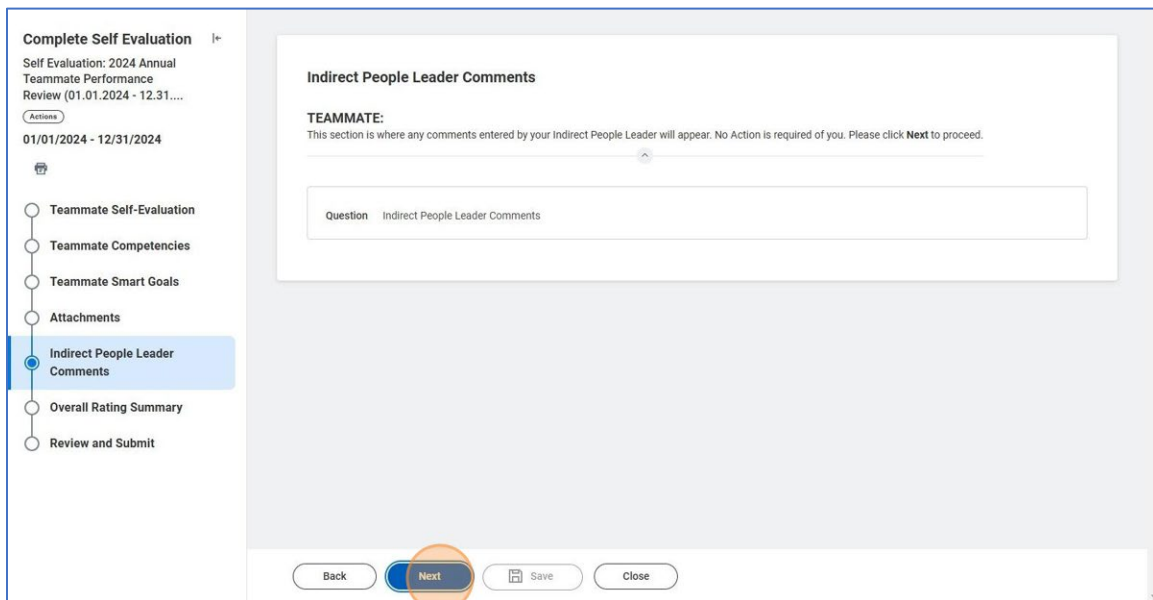 Complete Self Evaluation
Self Evaluation: 2024 Annual
Teammate Performance
Review (01.01.2024 - 12.31....
Actions
01/01/2024 - 12/31/2024
Teammate Self-Evaluation
Teammate Competencies
Teammate Smart Goals
Attachments
Indirect People Leader
Comments
Overall Rating Summary
Review and Submit
Indirect People Leader Comments
TEAMMATE:
This section is where any comments entered by your Indirect People Leader will appear. No Action is required of you. Please click Next to proceed.
Question Indirect People Leader Comments
Back Next Save Close